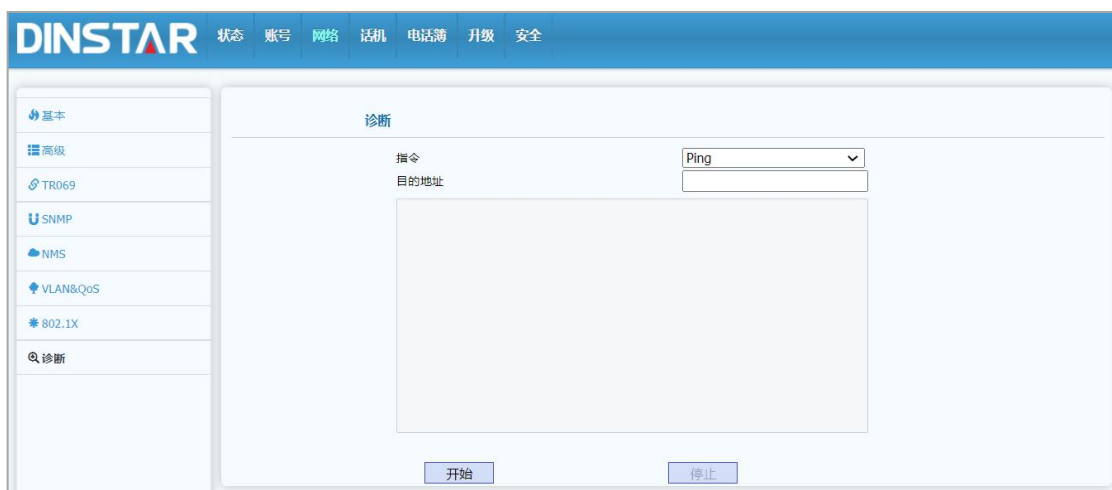 DINSTAR 状态 账号 网络 话机 电话簿 升级 安全
基本
高级
TR069
SNMP
NMS
VLAN&QoS
802.1X
诊断
诊断
指令 Ping
目的地址
开始 停止